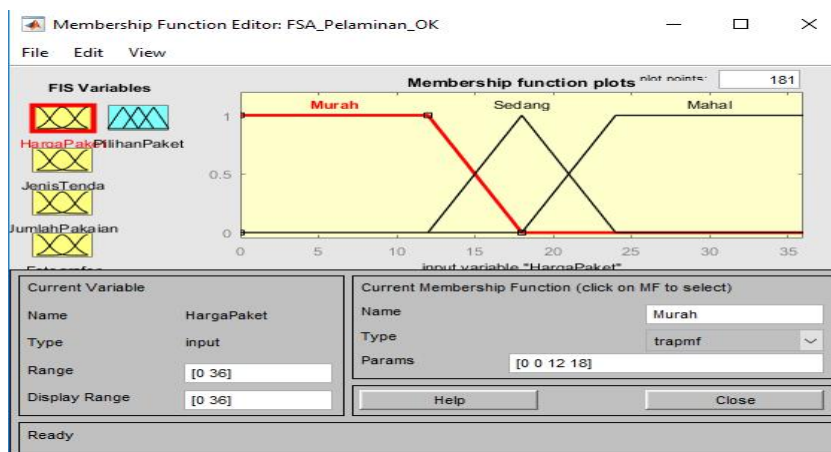 Membership Function Editor: FSA_Pelaminan_OK
File Edit View
FIS Variables
HargaPaket
PilihanPaket
JenisTenda
JumlahPakaian
Membership function plots
plot points:
181
Murah
Sedang
Mahal
1
0.5
0
0 5 10 15 20 25 30 35
input variable "HargaPaket"
Current Variable
Name HargaPaket
Type input
Range [0 36]
Display Range [0 36]
Current Membership Function (click on MF to select)
Name Murah
Type trapmf
Params [0 0 12 18]
Help Close
Ready